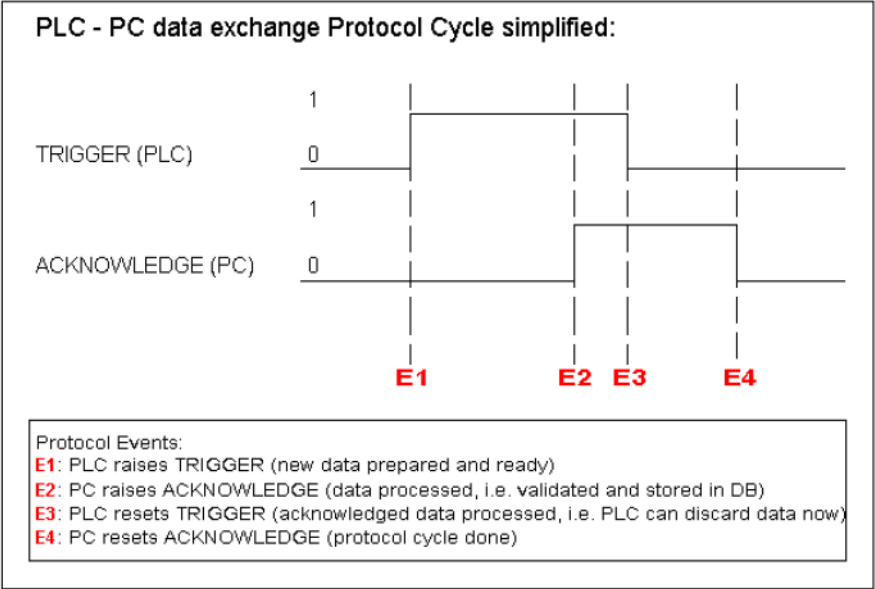 PLC - PC data exchange Protocol Cycle simplified:
1
TRIGGER (PLC) 0
1
ACKNOWLEDGE (PC) 0
E1 E2 E3 E4
Protocol Events:
E1: PLC raises TRIGGER (new data prepared and ready)
E2: PC raises ACKNOWLEDGE (data processed, i.e. validated and stored in DB)
E3: PLC resets TRIGGER (acknowledged data processed, i.e. PLC can discard data now)
E4: PC resets ACKNOWLEDGE (protocol cycle done)